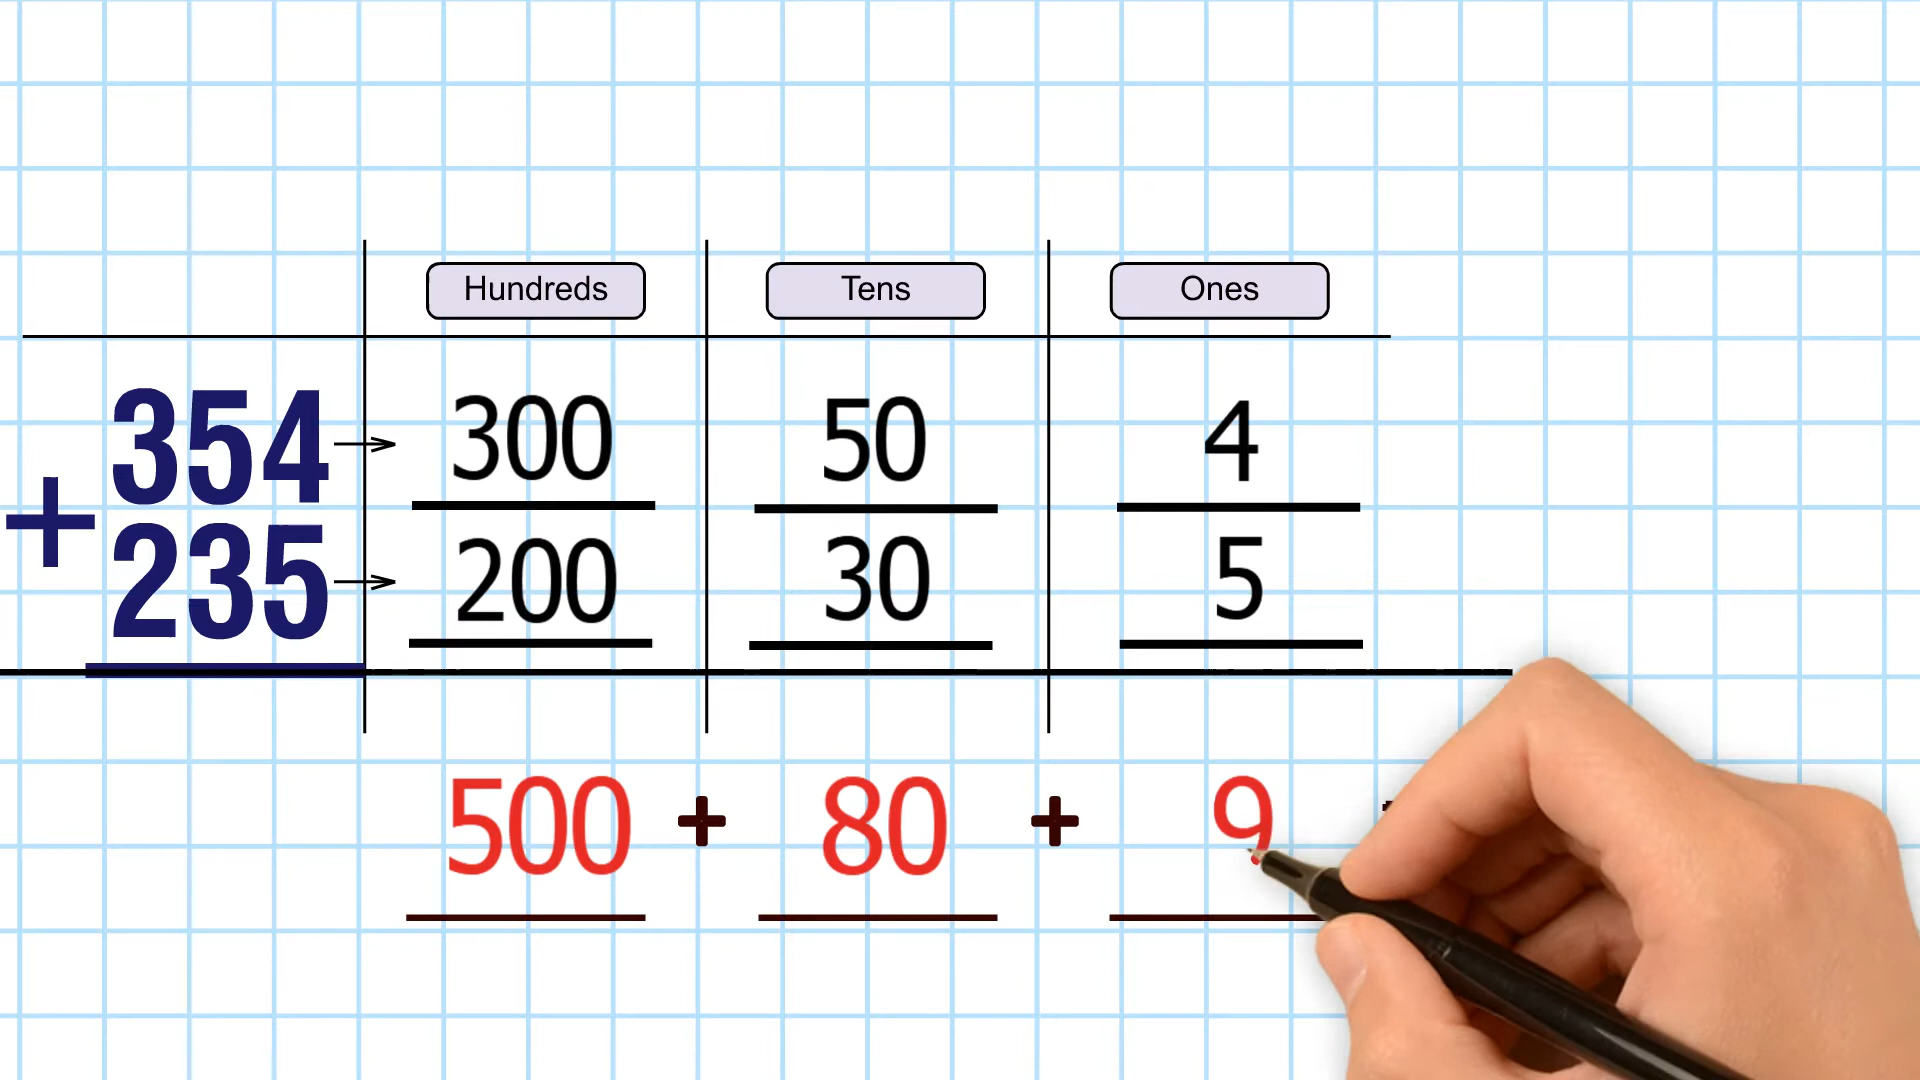 Hundreds Tens Ones
354 300 50 4
+ 235 200 30 5
500 + 80 + 9